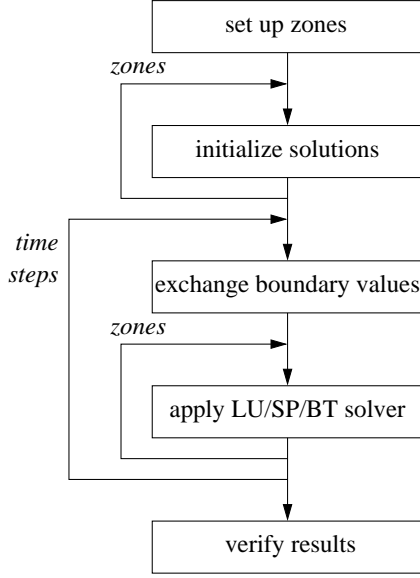 set up zones
zones
initialize solutions
time
steps
exchange boundary values
zones
apply LU/SP/BT solver
verify results